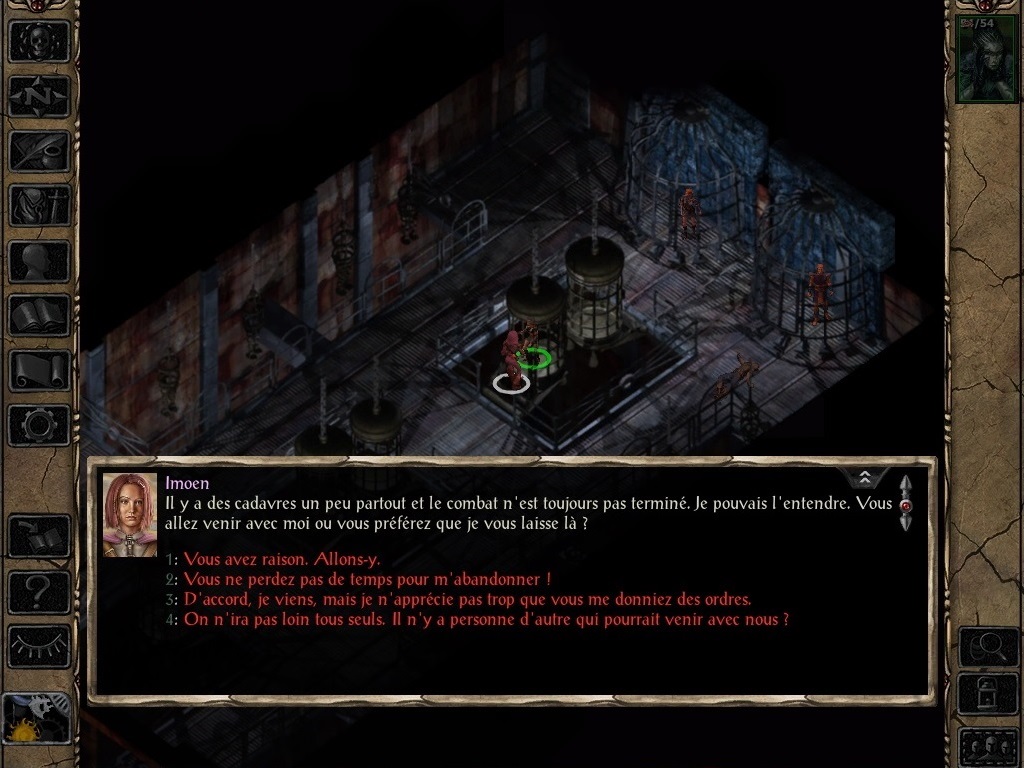 /54
Imoen
Il y a des cadavres un peu partout et le combat n'est toujours pas terminé. Je pouvais l'entendre. Vous
allez venir avec moi ou vous préférez que je vous laisse là ?
1: Vous avez raison. Allons-y.
2: Vous ne perdez pas de temps pour m'abandonner !
3: D'accord, je viens, mais je n'apprécie pas trop que vous me donniez des ordres.
4: On n'ira pas loin tous seuls. Il n'y a personne d'autre qui pourrait venir avec nous ?
N
?